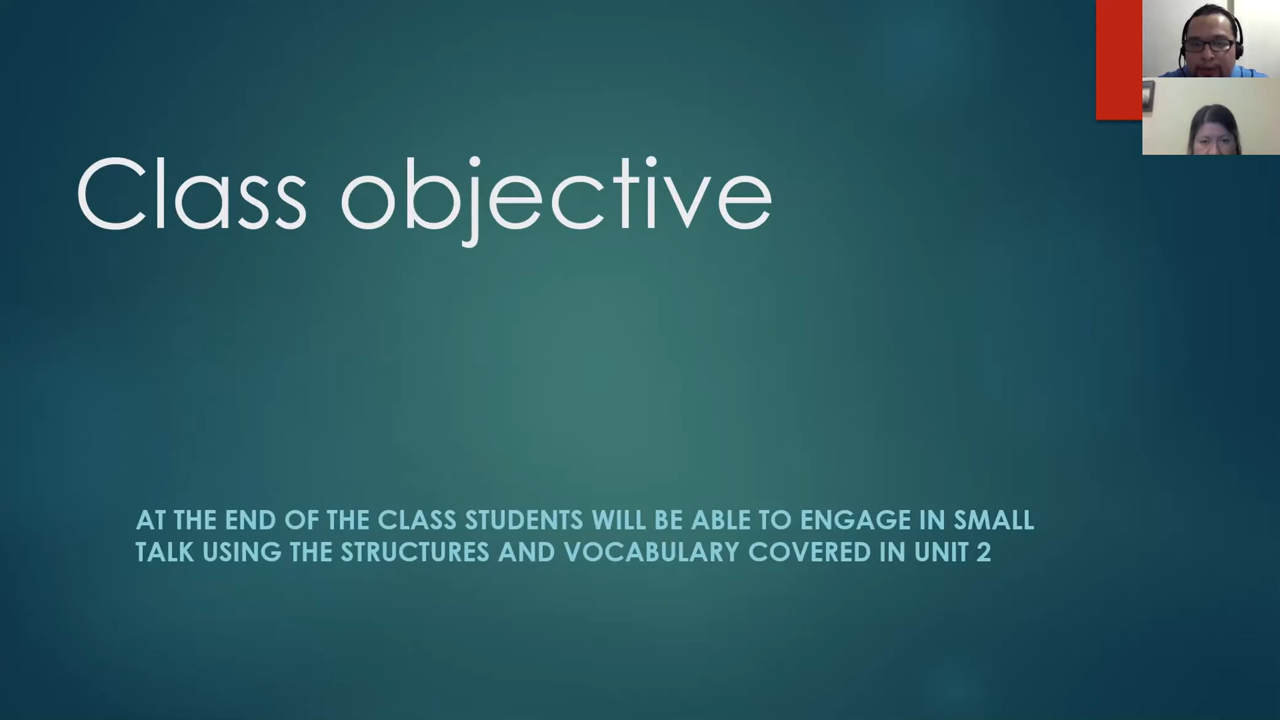 Class objective
AT THE END OF THE CLASS STUDENTS WILL BE ABLE TO ENGAGE IN SMALL
TALK USING THE STRUCTURES AND VOCABULARY COVERED IN UNIT 2